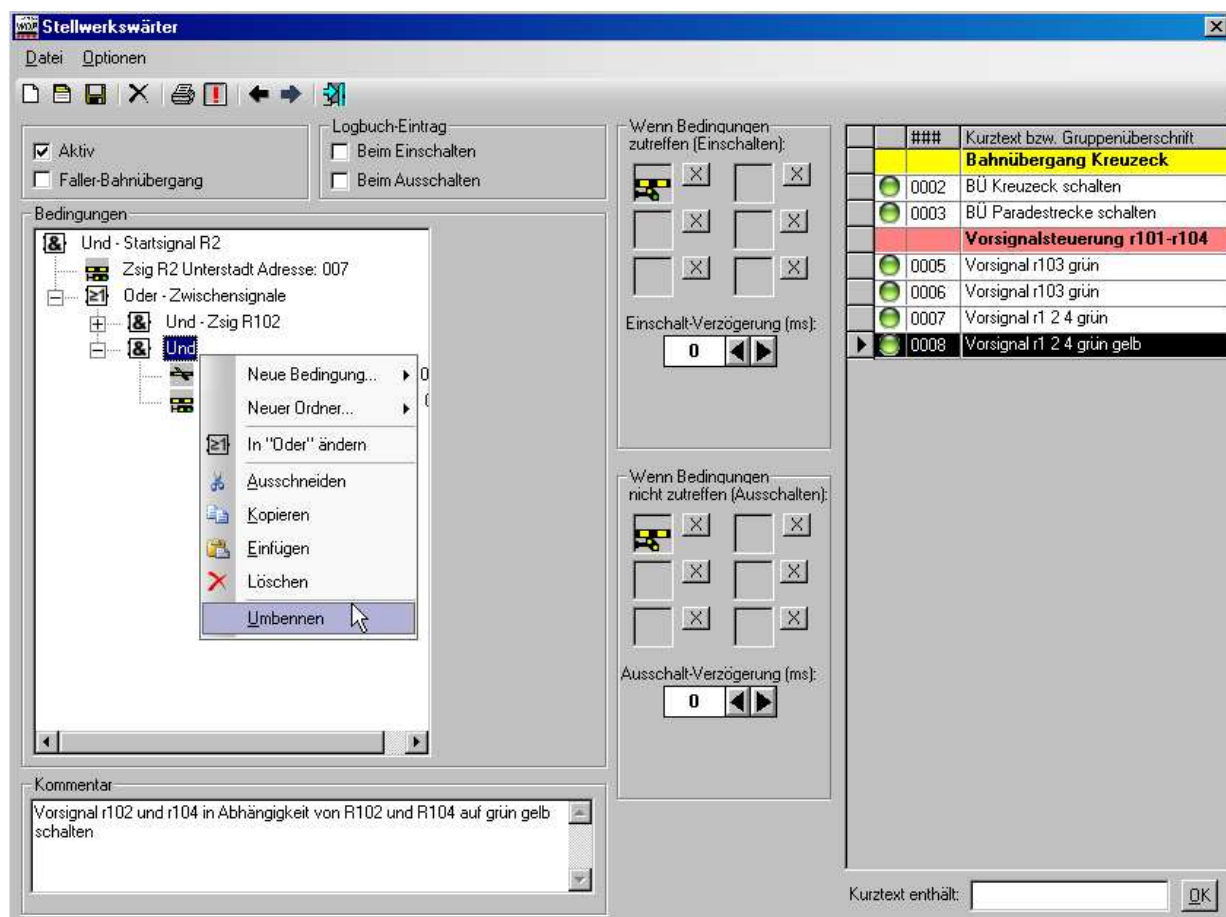 Stellwerkswärter
Datei Optionen
Aktiv
Faller-Bahnübergang
Logbuch-Eintrag
Beim Einschalten
Beim Ausschalten
Bedingungen
& Und - Startsignal R2
Zsig R2 Unterstadt Adresse: 007
≥1 Oder - Zwischensignale
& Und - Zsig R102
& Und
Neue Bedingung...
Neuer Ordner...
≥1 In "Oder" ändern
Ausschneiden
Kopieren
Einfügen
Löschen
Umbennen
Kommentar
Vorsignal r102 und r104 in Abhängigkeit von R102 und R104 auf grün gelb
schalten
Wenn Bedingungen
zutreffen (Einschalten):
X X
X X
X X
Einschalt-Verzögerung (ms):
0
Wenn Bedingungen
nicht zutreffen (Ausschalten):
X X
X X
X X
Ausschalt-Verzögerung (ms):
0
### Kurztext bzw. Gruppenüberschrift
Bahnübergang Kreuzeck
0002 BÜ Kreuzeck schalten
0003 BÜ Paradestrecke schalten
Vorsignalsteuerung r101-r104
0005 Vorsignal r103 grün
0006 Vorsignal r103 grün
0007 Vorsignal r1 2 4 grün
0008 Vorsignal r1 2 4 grün gelb
Kurztext enthält:
OK